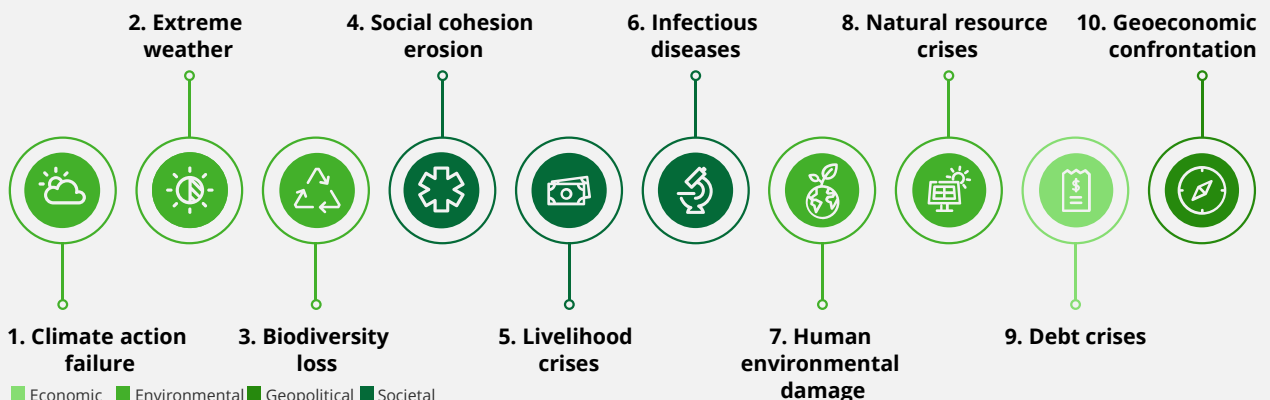 2. Extreme
weather
4. Social cohesion
erosion
6. Infectious
diseases
8. Natural resource
crises
10. Geoeconomic
confrontation
$
1. Climate action
failure
3. Biodiversity
loss
5. Livelihood
crises
7. Human
environmental
damage
9. Debt crises
Economic Environmental Geopolitical Societal